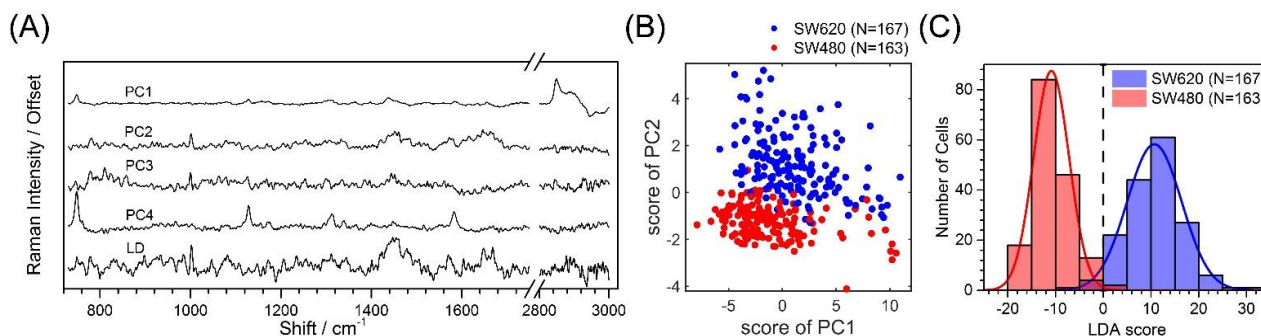 (A)
Raman Intensity / Offset
PC1
PC2
PC3
PC4
LD
800 1000 1200 1400 1600 2800 3000
Shift / cm⁻¹
(B)
SW620 (N=167)
SW480 (N=163)
score of PC2
4
2
0
-2
-4
-5 0 5 10
score of PC1
(C)
SW620 (N=167
SW480 (N=163
Number of Cells
80
60
40
20
0
-20 -10 0 10 20 30
LDA score